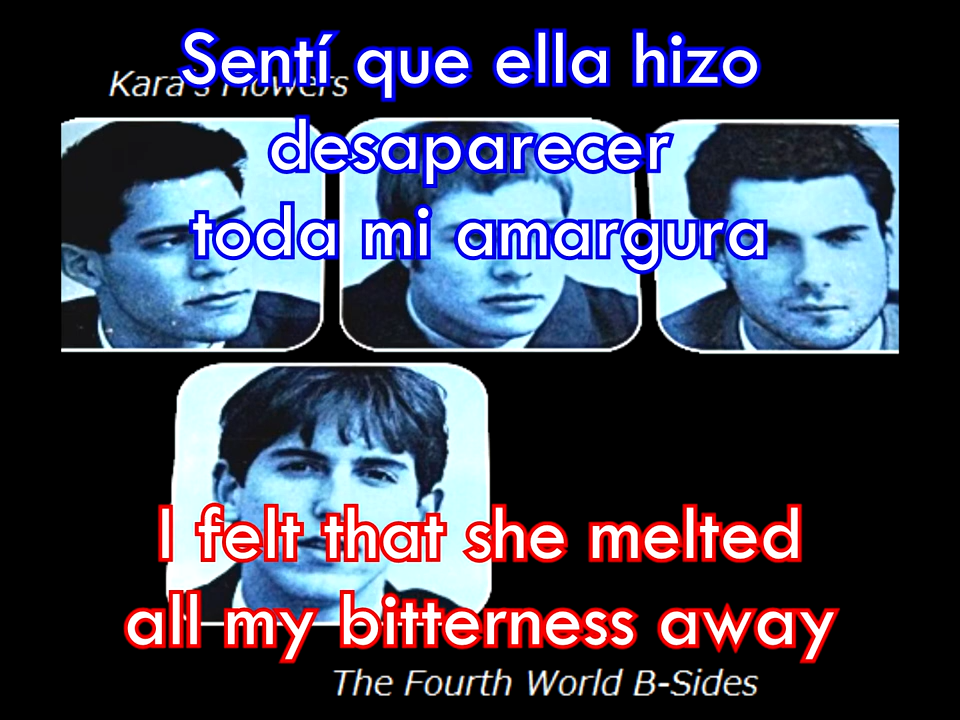 Sentí que ella hizo
Kara's Flowers
desaparecer
toda mi amargura
I felt that she melted
all my bitterness away
The Fourth World B-Sides